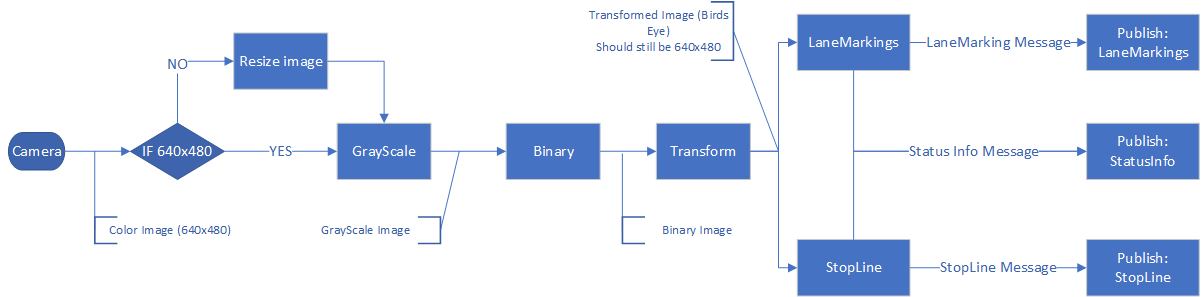 Transformed Image (Birds
Eye)
Should still be 640x480
LaneMarkings
LaneMarking Message
Publish:
LaneMarkings
NO
Resize image
Camera
IF 640x480
YES
GrayScale
Binary
Transform
Status Info Message
Publish:
StatusInfo
Color Image (640x480)
GrayScale Image
Binary Image
StopLine
StopLine Message
Publish:
StopLine